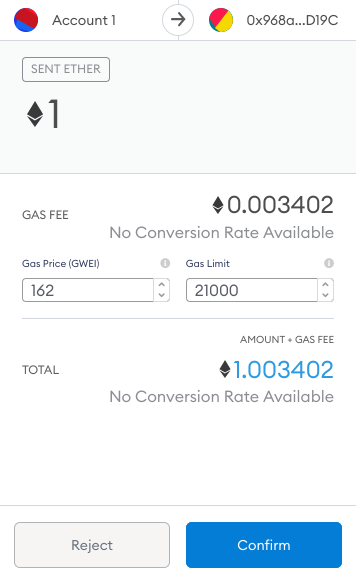 Account 1
0x968a...D19C
SENT ETHER
1
GAS FEE
0.003402
No Conversion Rate Available
Gas Price (GWEI)
Gas Limit
162
21000
AMOUNT + GAS FEE
TOTAL
1.003402
No Conversion Rate Available
Reject
Confirm